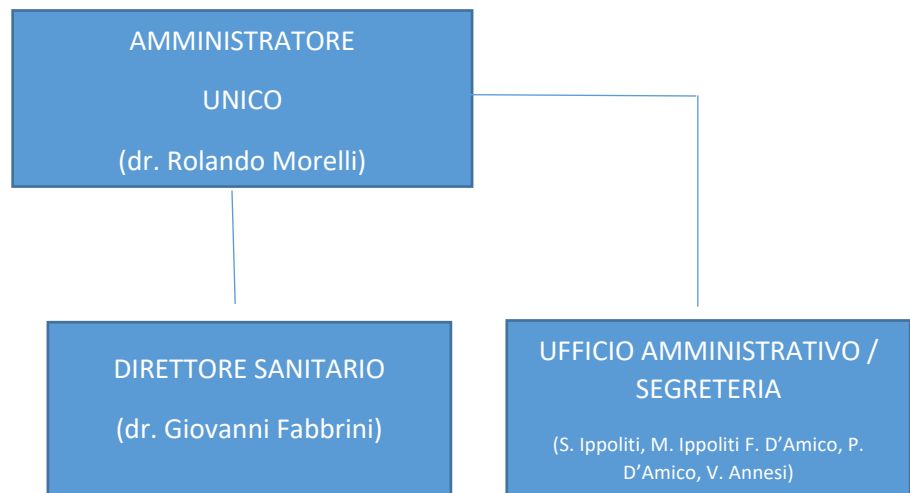 AMMINISTRATORE
UNICO
(dr. Rolando Morelli)
DIRETTORE SANITARIO
(dr. Giovanni Fabbrini)
UFFICIO AMMINISTRATIVO /
SEGRETERIA
(S. Ippoliti, M. Ippoliti F. D’Amico, P.
D’Amico, V. Annesi)